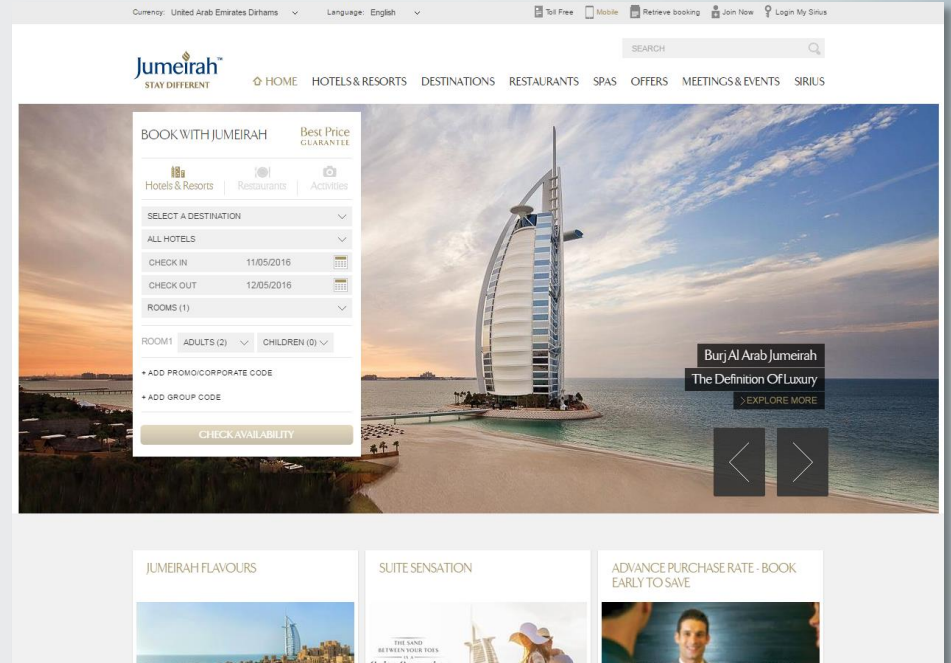 Currency: United Arab Emirates Dirhams
Language: English
Toll Free
Mobile
Retrieve booking
Join Now
Login My Sirius
SEARCH
Jumeirah™
STAY DIFFERENT
HOME
HOTELS & RESORTS
DESTINATIONS
RESTAURANTS
SPAS
OFFERS
MEETINGS & EVENTS
SIRIUS
BOOK WITH JUMEIRAH
Best Price
GUARANTEE
Hotels & Resorts
Restaurants
Activities
SELECT A DESTINATION
ALL HOTELS
CHECK IN 11/05/2016
CHECK OUT 12/05/2016
ROOMS (1)
ROOM1 ADULTS (2) CHILDREN (0)
+ ADD PROMO/CORPORATE CODE
+ ADD GROUP CODE
CHECK AVAILABILITY
Burj Al Arab Jumeirah
The Definition Of Luxury
>EXPLORE MORE
JUMEIRAH FLAVOURS
SUITE SENSATION
THE SAND
BETWEEN YOUR TOES
IS A
ADVANCE PURCHASE RATE - BOOK
EARLY TO SAVE